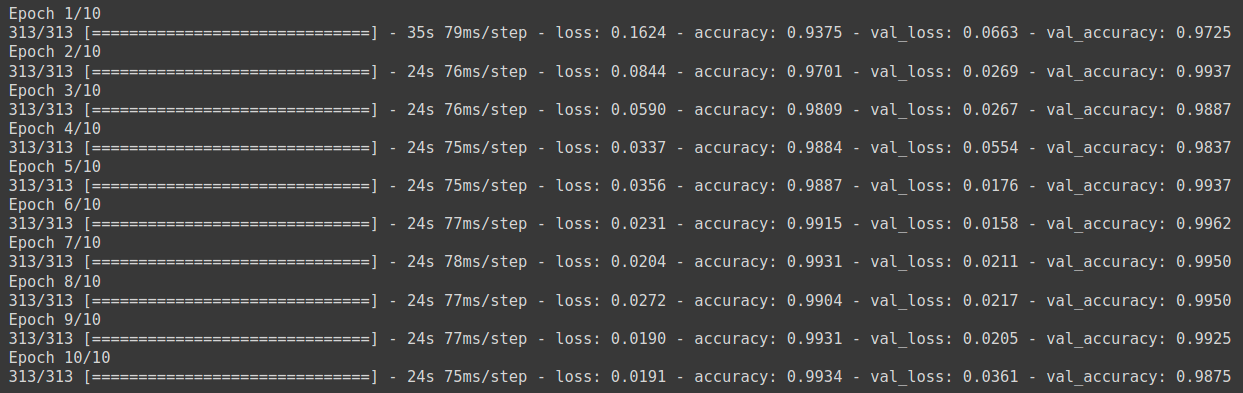 Epoch 1/10
313/313 [==============================] - 35s 79ms/step - loss: 0.1624 - accuracy: 0.9375 - val_loss: 0.0663 - val_accuracy: 0.9725
Epoch 2/10
313/313 [==============================] - 24s 76ms/step - loss: 0.0844 - accuracy: 0.9701 - val_loss: 0.0269 - val_accuracy: 0.9937
Epoch 3/10
313/313 [==============================] - 24s 76ms/step - loss: 0.0590 - accuracy: 0.9809 - val_loss: 0.0267 - val_accuracy: 0.9887
Epoch 4/10
313/313 [==============================] - 24s 75ms/step - loss: 0.0337 - accuracy: 0.9884 - val_loss: 0.0554 - val_accuracy: 0.9837
Epoch 5/10
313/313 [==============================] - 24s 75ms/step - loss: 0.0356 - accuracy: 0.9887 - val_loss: 0.0176 - val_accuracy: 0.9937
Epoch 6/10
313/313 [==============================] - 24s 77ms/step - loss: 0.0231 - accuracy: 0.9915 - val_loss: 0.0158 - val_accuracy: 0.9962
Epoch 7/10
313/313 [==============================] - 24s 78ms/step - loss: 0.0204 - accuracy: 0.9931 - val_loss: 0.0211 - val_accuracy: 0.9950
Epoch 8/10
313/313 [==============================] - 24s 77ms/step - loss: 0.0272 - accuracy: 0.9904 - val_loss: 0.0217 - val_accuracy: 0.9950
Epoch 9/10
313/313 [==============================] - 24s 77ms/step - loss: 0.0190 - accuracy: 0.9931 - val_loss: 0.0205 - val_accuracy: 0.9925
Epoch 10/10
313/313 [==============================] - 24s 75ms/step - loss: 0.0191 - accuracy: 0.9934 - val_loss: 0.0361 - val_accuracy: 0.9875